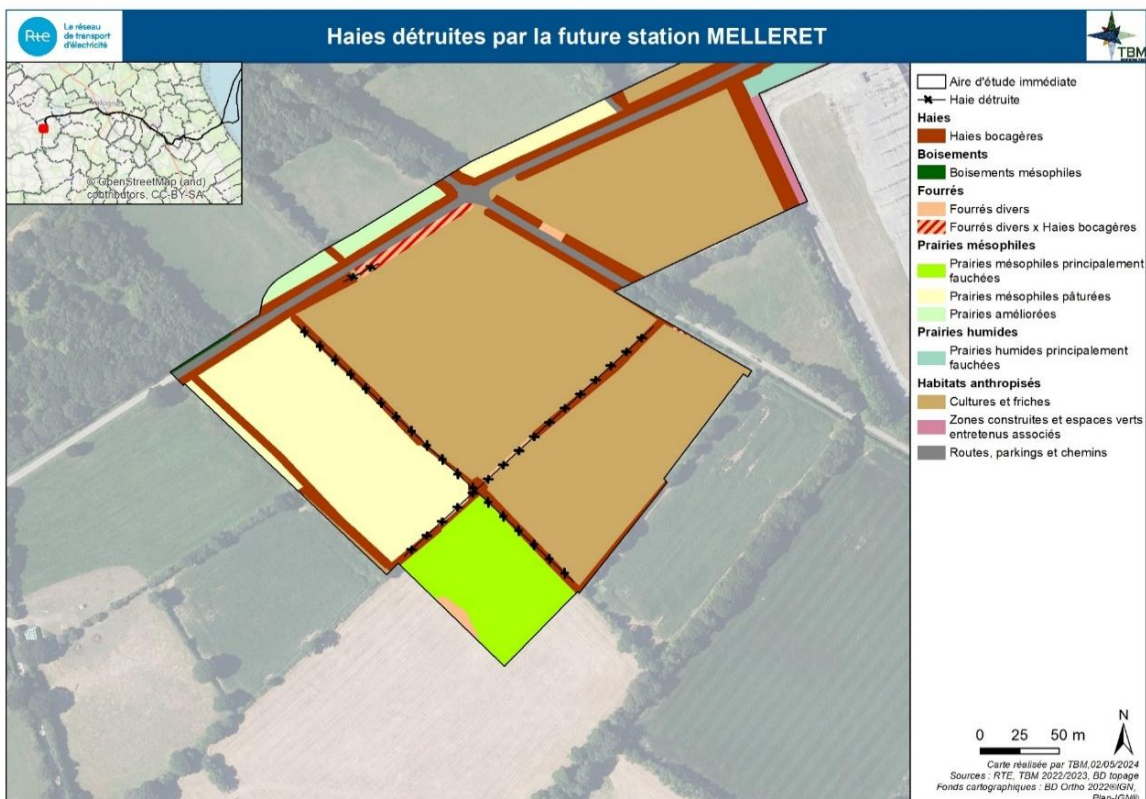 Rte
Le réseau
de transport
d'électricité
Haies détruites par la future station MELLERET
TBM
© OpenStreetMap (and)
contributors, CC-BY-SA
Aire d'étude immédiate
Haie détruite
Haies
Haies bocagères
Boisements
Boisements mésophiles
Fourrés
Fourrés divers
Fourrés divers x Haies bocagères
Prairies mésophiles
Prairies mésophiles principalement
fauchées
Prairies mésophiles pâturées
Prairies améliorées
Prairies humides
Prairies humides principalement
fauchées
Habitats anthropisés
Cultures et friches
Zones construites et espaces verts
entretenus associés
Routes, parkings et chemins
N
0 25 50 m
Carte réalisée par TBM,02/05/2024
Sources : RTE, TBM 2022/2023, BD topage
Fonds cartographiques : BD Ortho 2022®IGN,
Plan-IGN®